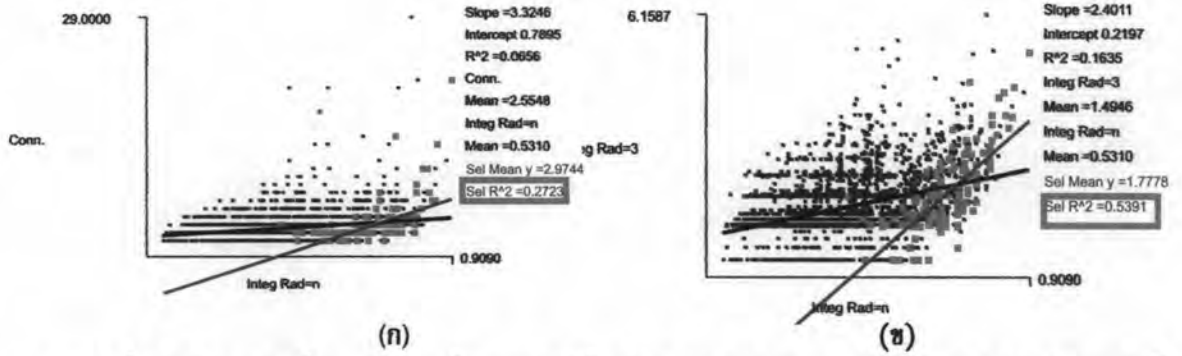 29.0000
Conn.
Slope =3.3246
Intercept 0.7895
R^2 =0.0656
Conn.
Mean =2.5548
Integ Rad=n
Mean =0.5310
Sel Mean y =2.9744
Sel R^2 =0.2723
0.9090
Integ Rad=n
(ก)
6.1587
eg Rad=3
Slope =2.4011
Intercept 0.2197
R^2 =0.1635
Integ Rad=3
Mean =1.4946
Integ Rad=n
Mean =0.5310
Sel Mean y =1.7778
Sel R^2 =0.5391
0.9090
Integ Rad=n
(ข)